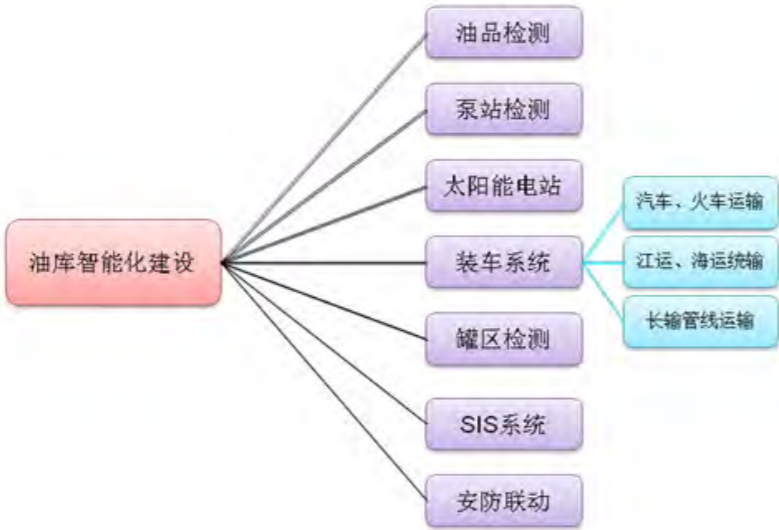 油品检测
泵站检测
太阳能电站
汽车、火车运输
油库智能化建设
装车系统
江运、海运统输
长输管线运输
罐区检测
SIS系统
安防联动